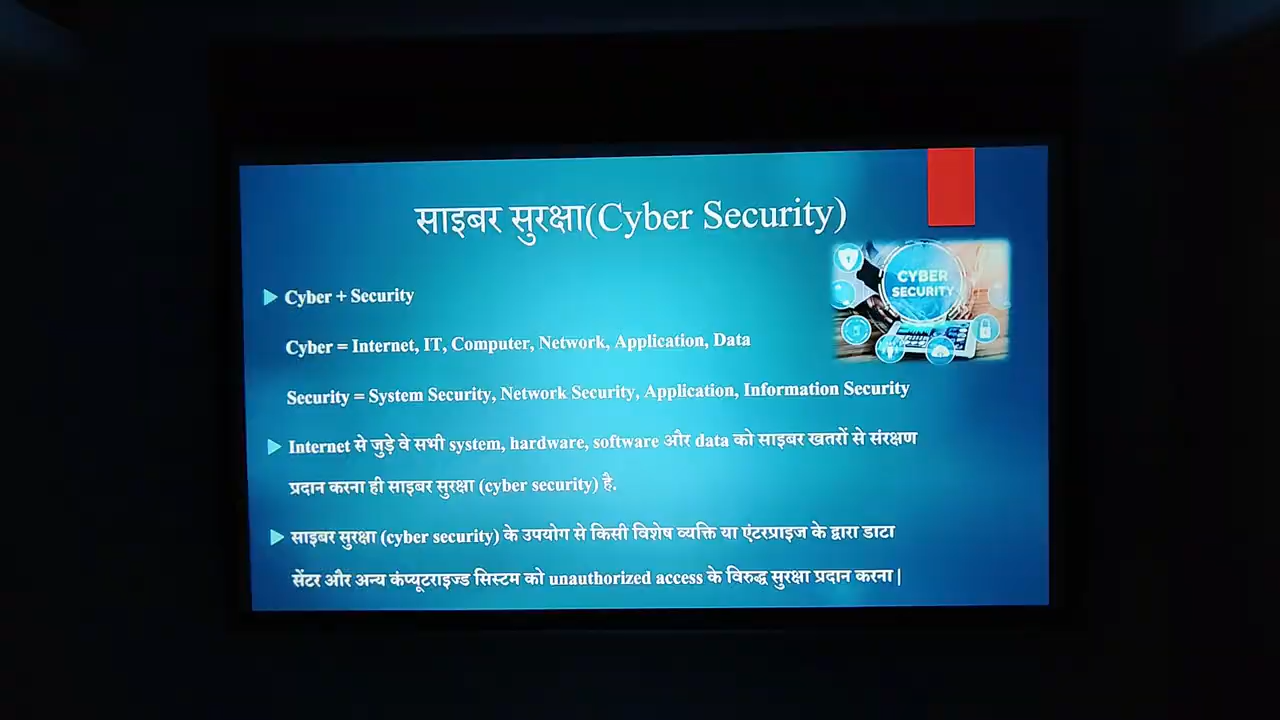 साइबर सुरक्षा(Cyber Security)
CYBER
SECURITY
Cyber + Security
Cyber = Internet, IT, Computer, Network, Application, Data
Security = System Security, Network Security, Application, Information Security
Internet से जुड़े वे सभी system, hardware, software और data को साइबर खतरों से संरक्षण
प्रदान करना ही साइबर सुरक्षा (cyber security) है.
साइबर सुरक्षा (cyber security) के उपयोग से किसी विशेष व्यक्ति या एंटरप्राइज के द्वारा डाटा
सेंटर और अन्य कंप्यूटराइज्ड सिस्टम को unauthorized access के विरुद्ध सुरक्षा प्रदान करना |